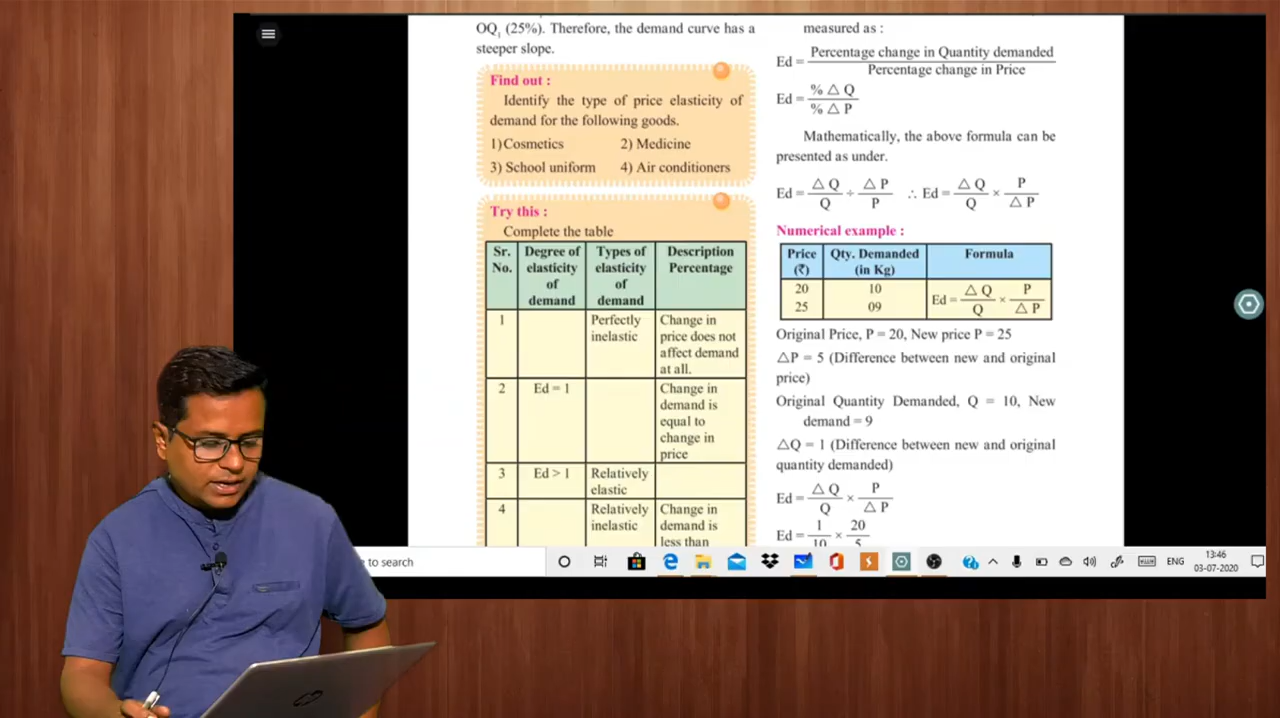 OQ₁ (25%). Therefore, the demand curve has a
steeper slope.
Find out :
Identify the type of price elasticity of
demand for the following goods.
1) Cosmetics 2) Medicine
3) School uniform 4) Air conditioners
Try this :
Complete the table
Sr. No. Degree of elasticity of demand Types of elasticity of demand Description Percentage
1 Perfectly inelastic Change in price does not affect demand at all.
2 Ed = 1 Change in demand is equal to change in price
3 Ed > 1 Relatively elastic
4 Relatively inelastic Change in demand is less than
measured as :
Ed = Percentage change in Quantity demanded / Percentage change in Price
Ed = % △ Q / % △ P
Mathematically, the above formula can be
presented as under.
Ed = △ Q / Q ÷ △ P / P ∴ Ed = △ Q / Q × P / △ P
Numerical example :
Price (₹) Qty. Demanded (in Kg) Formula
20 10 Ed = △ Q / Q × P / △ P
25 09
Original Price, P = 20, New price P = 25
△P = 5 (Difference between new and original
price)
Original Quantity Demanded, Q = 10, New
demand = 9
△Q = 1 (Difference between new and original
quantity demanded)
Ed = △ Q / Q × P / △ P
Ed = 1 / 10 × 20 / 5
to search
ENG
13:46
03-07-2020